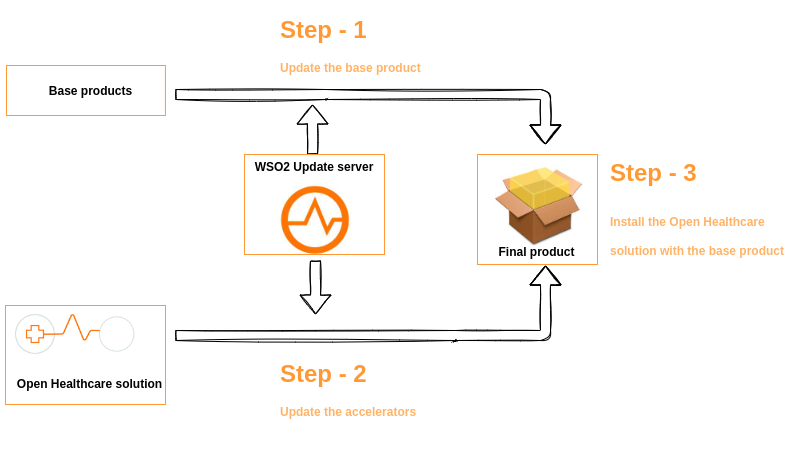 Step - 1
Update the base product
Base products
WSO2 Update server
Final product
Step - 3
Install the Open Healthcare
solution with the base product
Open Healthcare solution
Step - 2
Update the accelerators